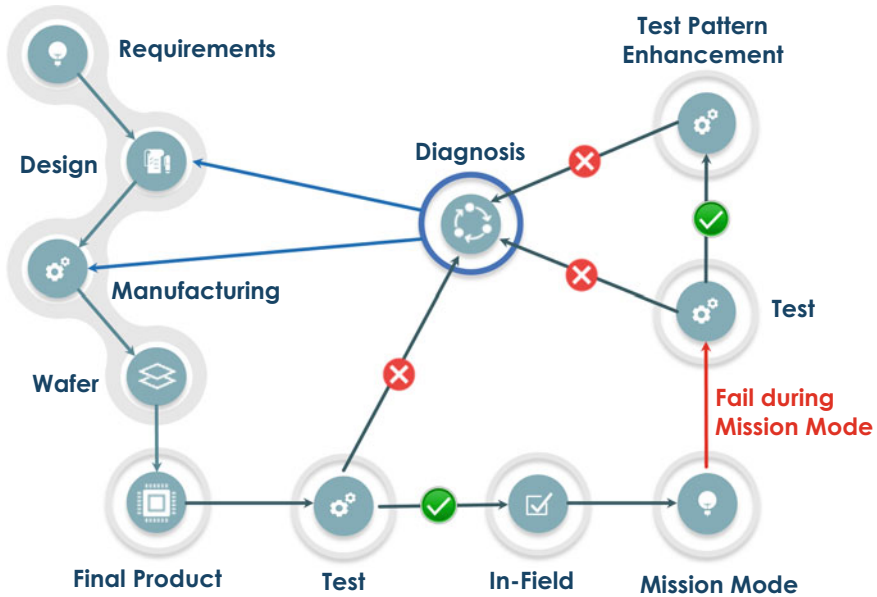 Requirements
Design
Manufacturing
Wafer
Final Product
Test
In-Field
Mission Mode
Fail during
Mission Mode
Test
Test Pattern
Enhancement
Diagnosis